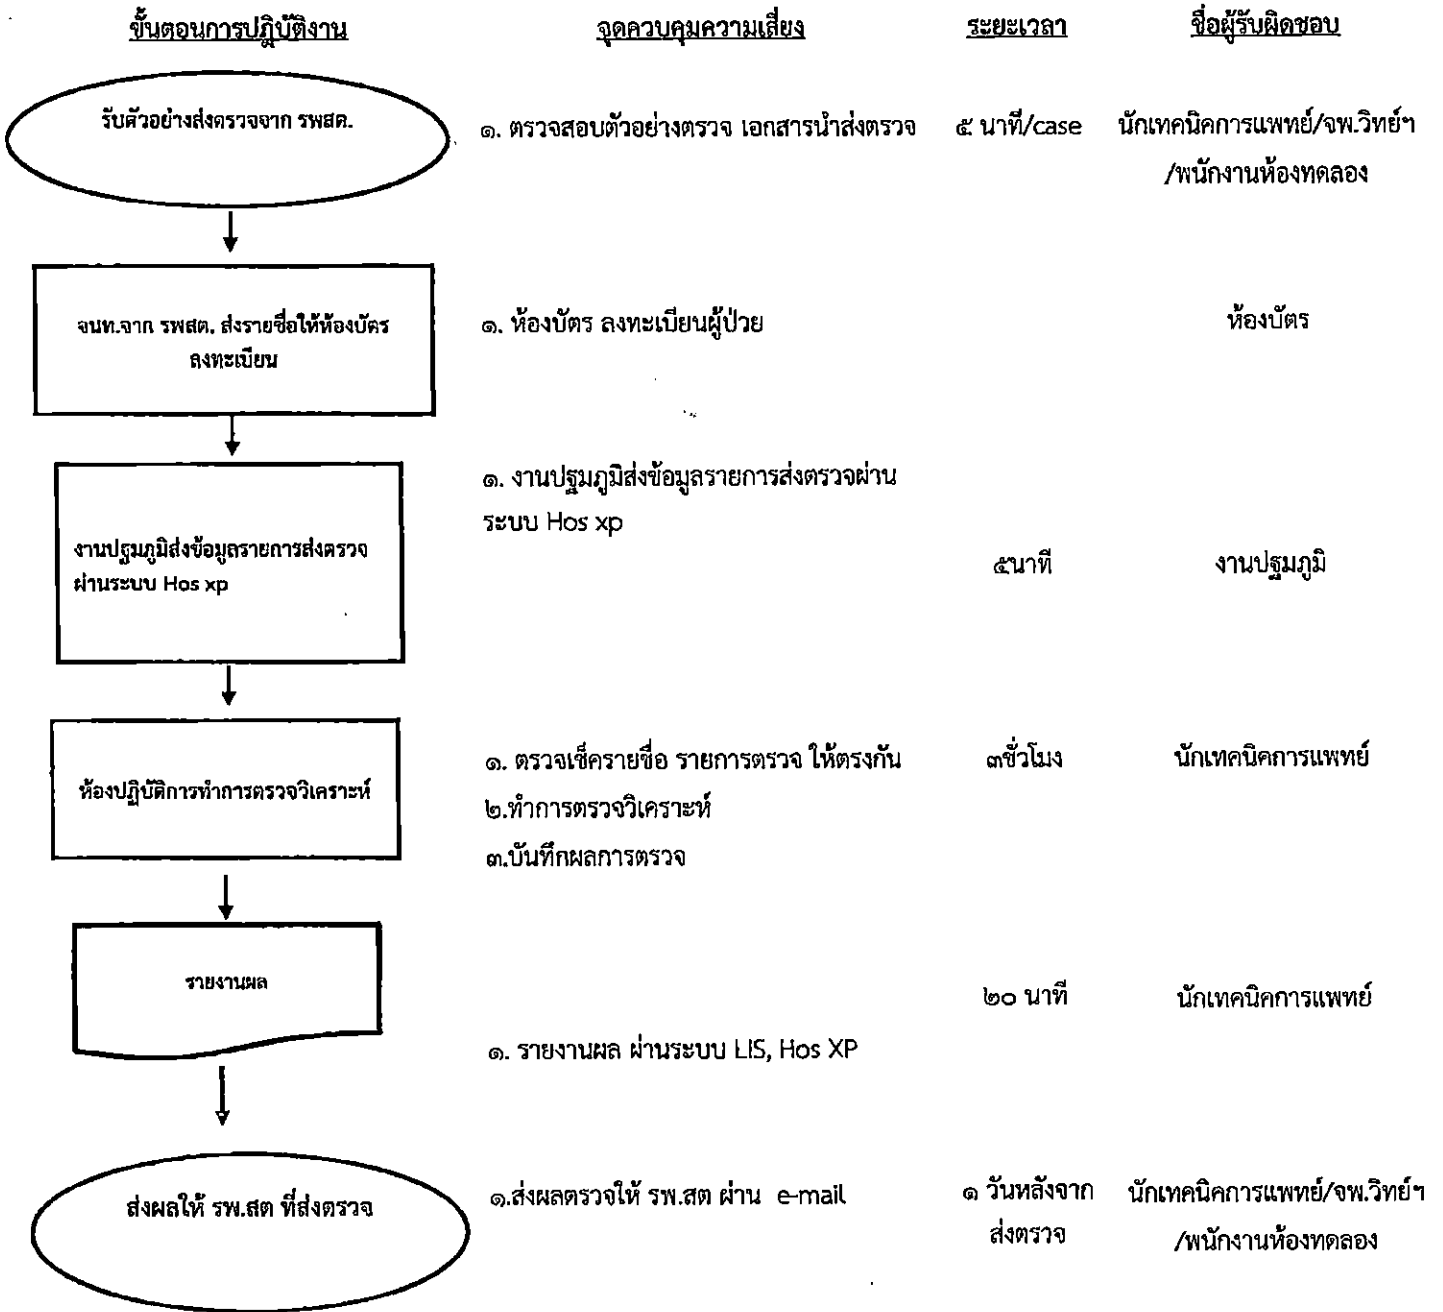 ขั้นตอนการปฏิบัติงาน จุดควบคุมความเสี่ยง ระยะเวลา ชื่อผู้รับผิดชอบ
รับตัวอย่างส่งตรวจจาก รพสต. ๑. ตรวจสอบตัวอย่างตรวจ เอกสารนำส่งตรวจ ๕ นาที/case นักเทคนิคการแพทย์/จพ.วิทย์ฯ
/พนักงานห้องทดลอง
จนท.จาก รพสต. ส่งรายชื่อให้ห้องบัตร
ลงทะเบียน
๑. ห้องบัตร ลงทะเบียนผู้ป่วย ห้องบัตร
๑. งานปฐมภูมิส่งข้อมูลรายการส่งตรวจผ่าน
ระบบ Hos xp
งานปฐมภูมิส่งข้อมูลรายการส่งตรวจ
ผ่านระบบ Hos xp
๕นาที งานปฐมภูมิ
ห้องปฏิบัติการทำการตรวจวิเคราะห์
๑. ตรวจเช็ครายชื่อ รายการตรวจ ให้ตรงกัน ๓ชั่วโมง นักเทคนิคการแพทย์
๒.ทำการตรวจวิเคราะห์
๓.บันทึกผลการตรวจ
รายงานผล ๒๐ นาที นักเทคนิคการแพทย์
๑. รายงานผล ผ่านระบบ LIS, Hos XP
ส่งผลให้ รพ.สต ที่ส่งตรวจ ๑.ส่งผลตรวจให้ รพ.สต ผ่าน e-mail ๑ วันหลังจาก นักเทคนิคการแพทย์/จพ.วิทย์ฯ
ส่งตรวจ /พนักงานห้องทดลอง